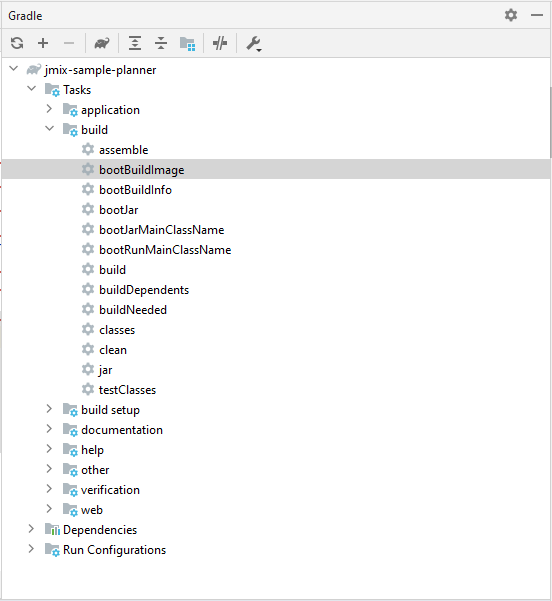 Gradle
jmix-sample-planner
Tasks
application
build
assemble
bootBuildImage
bootBuildInfo
bootJar
bootJarMainClassName
bootRunMainClassName
build
buildDependents
buildNeeded
classes
clean
jar
testClasses
build setup
documentation
help
other
verification
web
Dependencies
Run Configurations